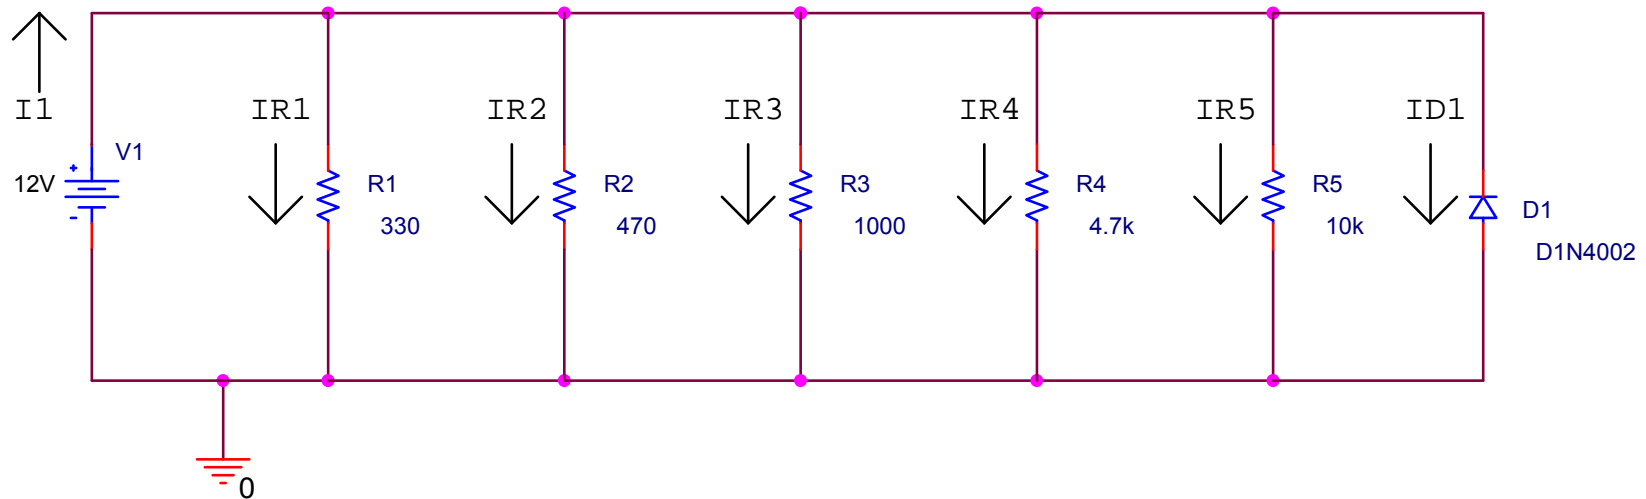 I1
IR1
IR2
IR3
IR4
IR5
ID1
+
V1
12V
-
R1
330
R2
470
R3
1000
R4
4.7k
R5
10k
D1
D1N4002
0